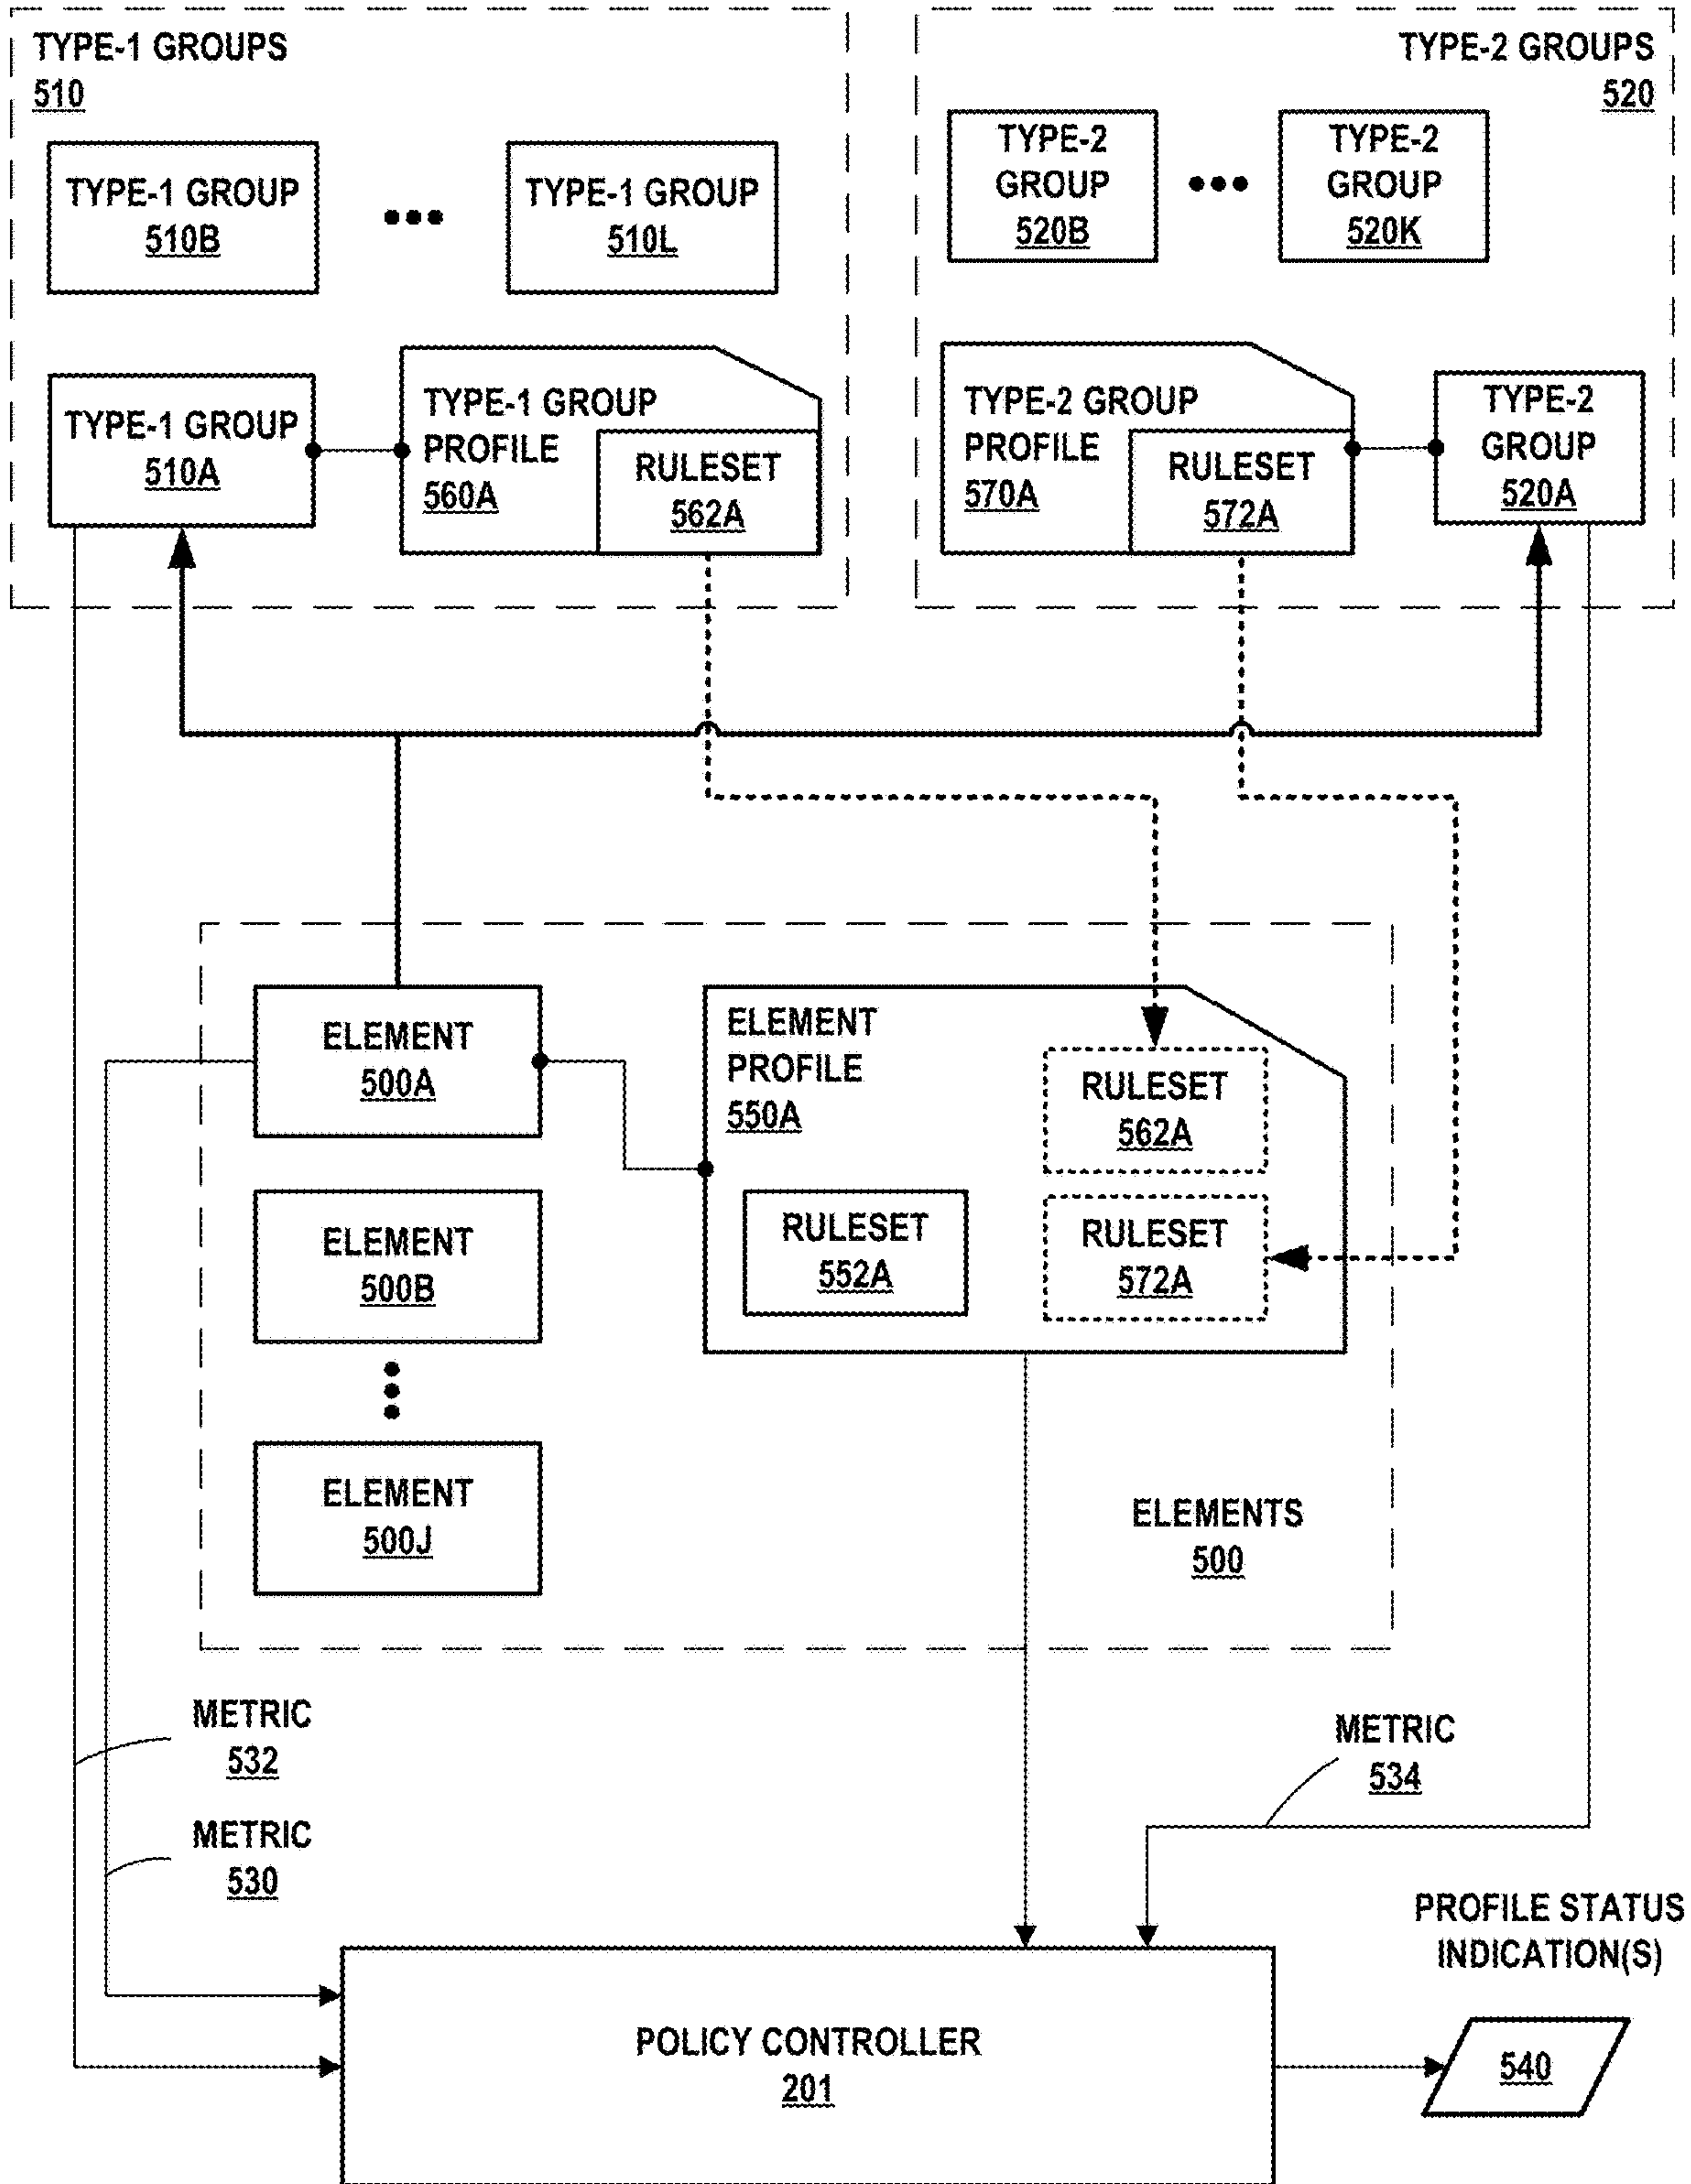 TYPE-1 GROUPS
510
TYPE-2 GROUPS
520
TYPE-1 GROUP
510B
TYPE-1 GROUP
510L
TYPE-2
GROUP
520B
TYPE-2
GROUP
520K
TYPE-1 GROUP
510A
TYPE-1 GROUP
PROFILE
560A
RULESET
562A
TYPE-2 GROUP
PROFILE
570A
RULESET
572A
TYPE-2
GROUP
520A
ELEMENT
500A
ELEMENT
PROFILE
550A
RULESET
562A
RULESET
552A
RULESET
572A
ELEMENT
500B
ELEMENT
500J
ELEMENTS
500
METRIC
532
METRIC
534
METRIC
530
PROFILE STATUS
INDICATION(S)
POLICY CONTROLLER
201
540